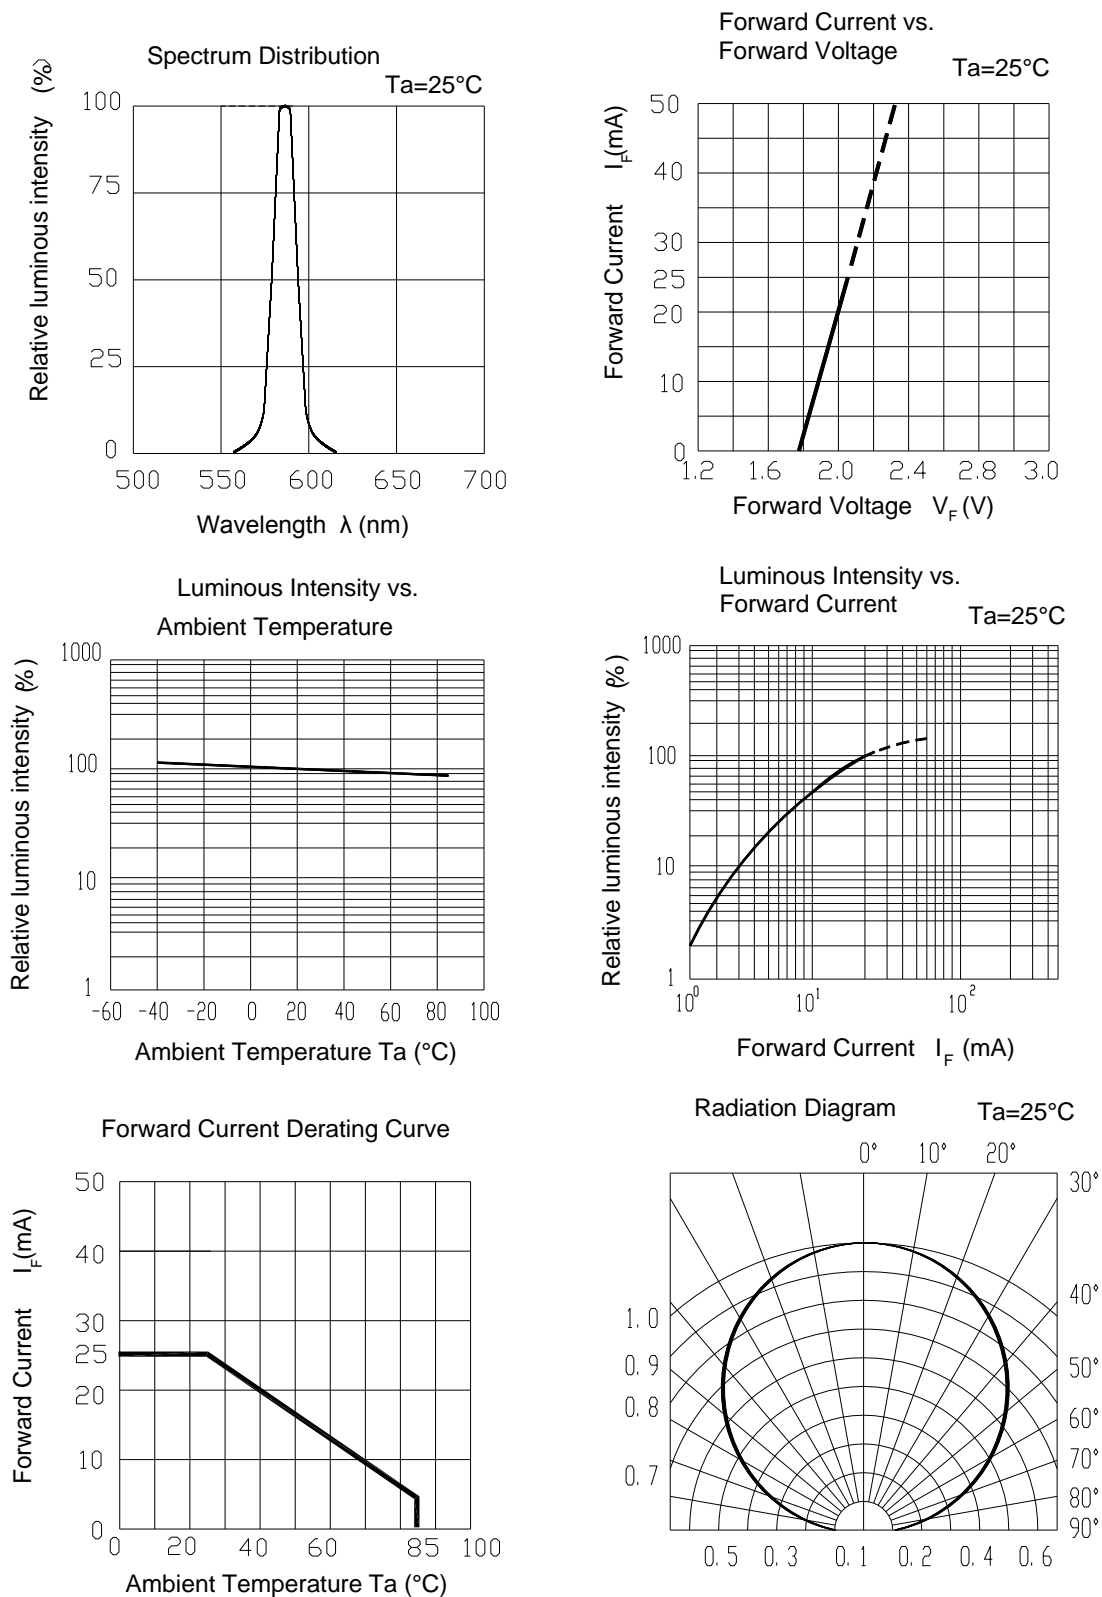 Spectrum Distribution
Ta=25°C
Relative luminous intensity (%)
100
75
50
25
0
500 550 600 650 700
Wavelength λ (nm)
Forward Current vs.
Forward Voltage
Ta=25°C
Forward Current IF(mA)
50
40
30
25
20
10
0
1.2 1.6 2.0 2.4 2.8 3.0
Forward Voltage VF (V)
Luminous Intensity vs.
Ambient Temperature
Relative luminous intensity (%)
1000
100
10
1
-60 -40 -20 0 20 40 60 80 100
Ambient Temperature Ta (°C)
Luminous Intensity vs.
Forward Current
Ta=25°C
Relative luminous intensity (%)
1000
100
10
1
10⁰ 10¹ 10²
Forward Current IF (mA)
Forward Current Derating Curve
Forward Current IF(mA)
50
40
30
25
20
10
0
0 20 40 60 85 100
Ambient Temperature Ta (°C)
Radiation Diagram
Ta=25°C
0° 10° 20°
30°
40°
50°
60°
70°
80°
90°
1.0
0.9
0.8
0.7
0.5 0.3 0.1 0.2 0.4 0.6